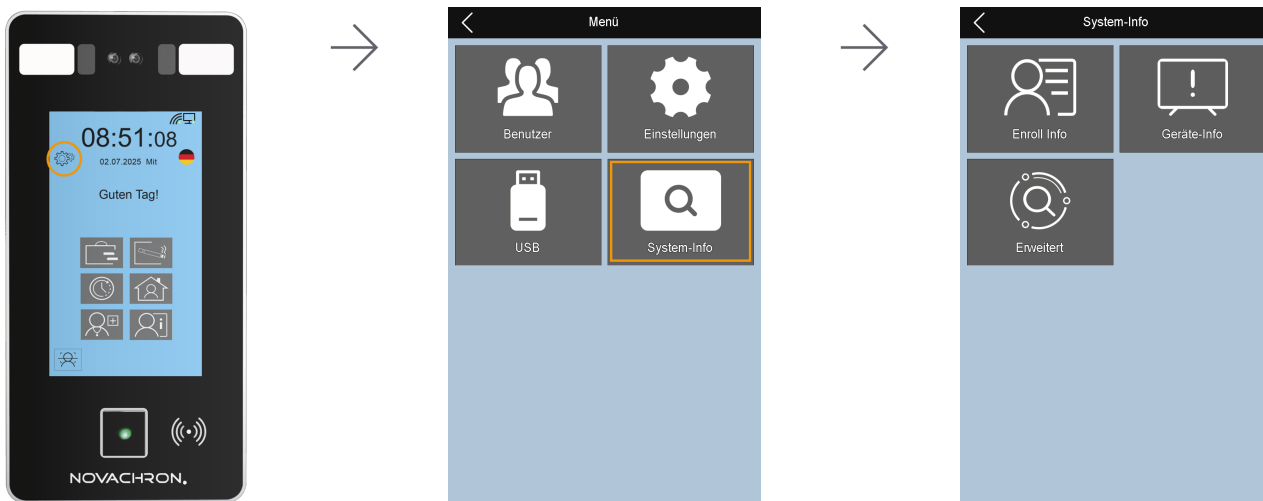 08:51:08
02.07.2025 Mit
Guten Tag!
NOVACHRON.
Menü
Benutzer
Einstellungen
USB
System-Info
System-Info
Enroll Info
Geräte-Info
Erweitert